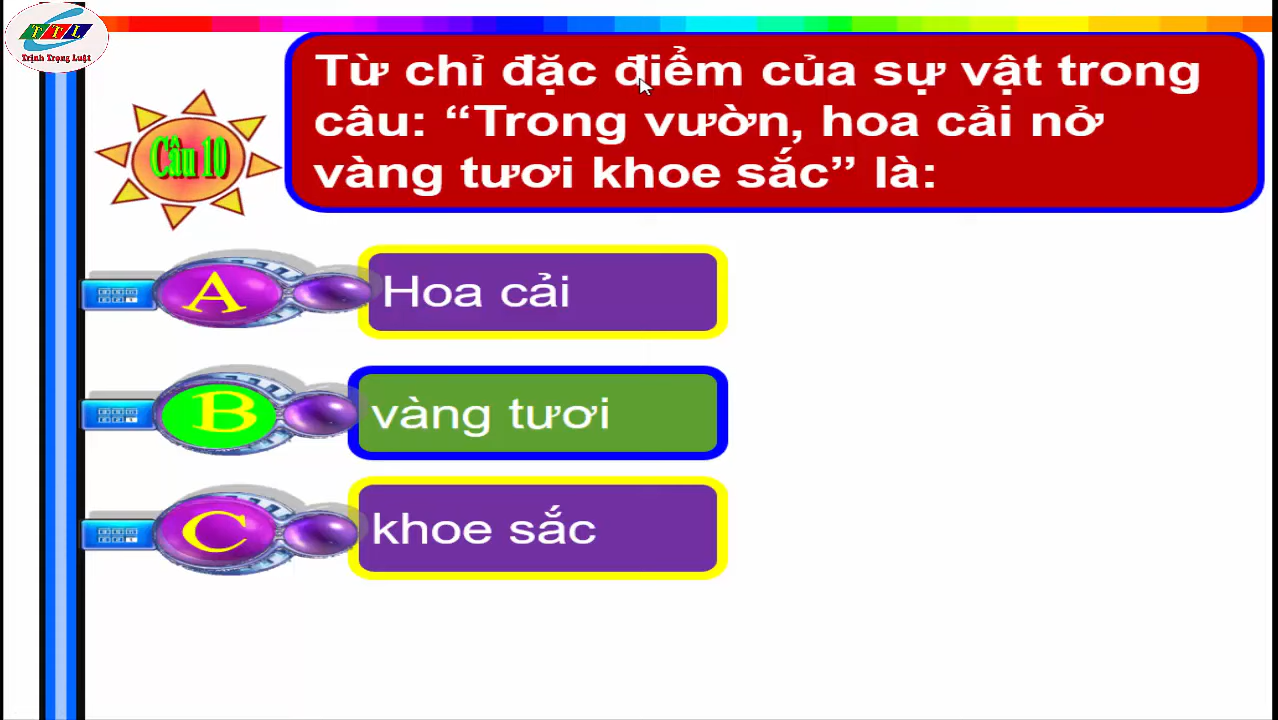 TTL
Trịnh Trọng Luật
Câu 10
Từ chỉ đặc điểm của sự vật trong
câu: “Trong vườn, hoa cải nở
vàng tươi khoe sắc” là:
A
Hoa cải
B
vàng tươi
C
khoe sắc